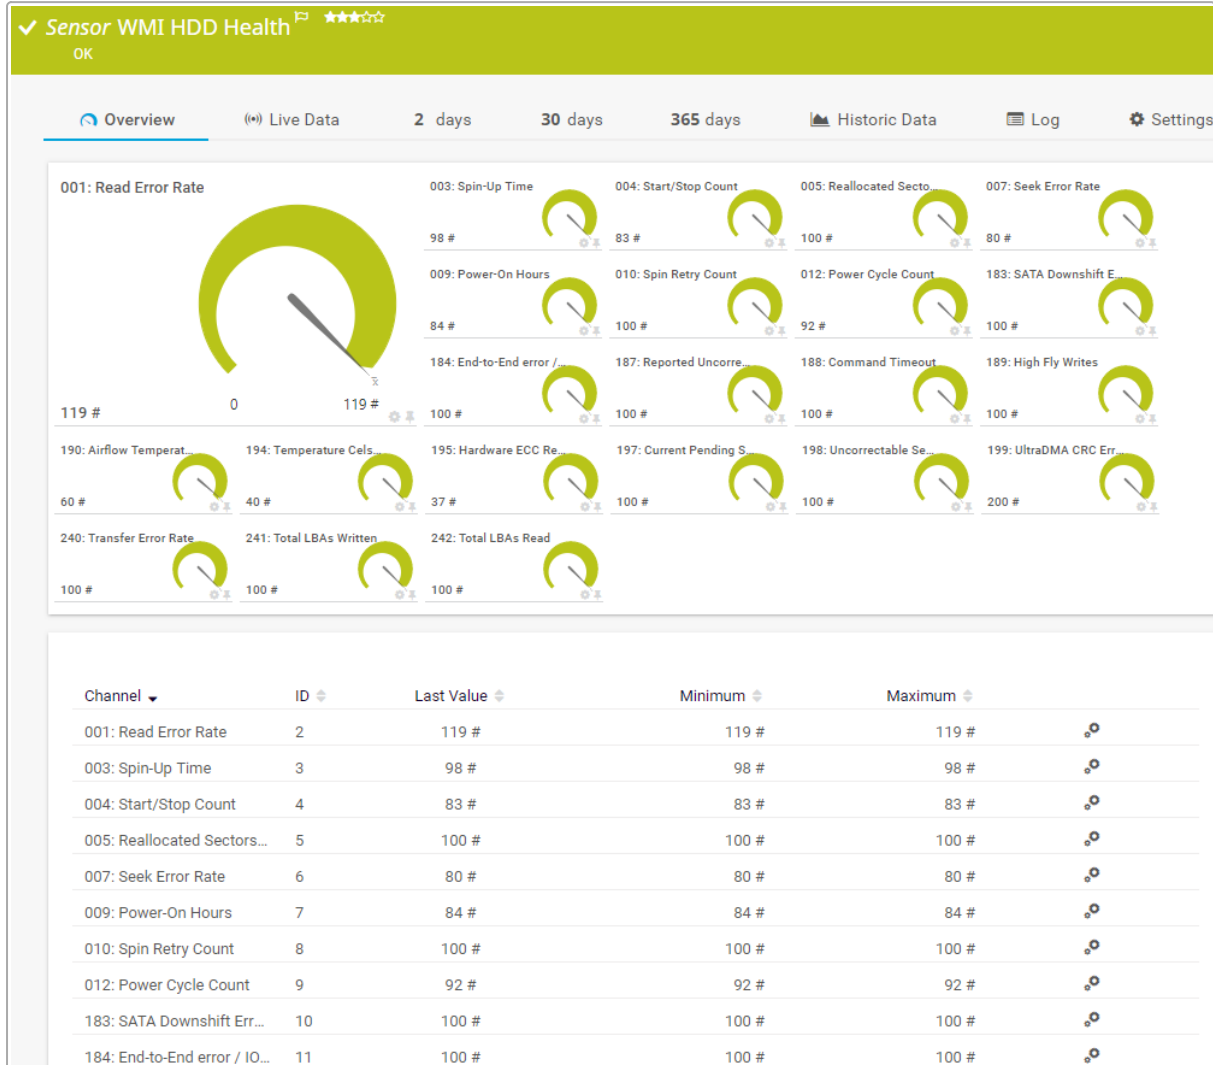 Sensor WMI HDD Health
OK
Overview
Live Data
2 days
30 days
365 days
Historic Data
Log
Settings
001: Read Error Rate
119 #
0
119 #
x
003: Spin-Up Time
98 #
004: Start/Stop Count
83 #
005: Reallocated Secto...
100 #
007: Seek Error Rate
80 #
009: Power-On Hours
84 #
010: Spin Retry Count
100 #
012: Power Cycle Count
92 #
183: SATA Downshift E...
100 #
184: End-to-End error /...
100 #
187: Reported Uncorre...
100 #
188: Command Timeout
100 #
189: High Fly Writes
100 #
190: Airflow Temperat...
60 #
194: Temperature Cels...
40 #
195: Hardware ECC Re...
37 #
197: Current Pending S...
100 #
198: Uncorrectable Se...
100 #
199: UltraDMA CRC Err...
200 #
240: Transfer Error Rate
100 #
241: Total LBAs Written
100 #
242: Total LBAs Read
100 #
Channel ID Last Value Minimum Maximum
001: Read Error Rate 2 119 # 119 # 119 #
003: Spin-Up Time 3 98 # 98 # 98 #
004: Start/Stop Count 4 83 # 83 # 83 #
005: Reallocated Sectors... 5 100 # 100 # 100 #
007: Seek Error Rate 6 80 # 80 # 80 #
009: Power-On Hours 7 84 # 84 # 84 #
010: Spin Retry Count 8 100 # 100 # 100 #
012: Power Cycle Count 9 92 # 92 # 92 #
183: SATA Downshift Err... 10 100 # 100 # 100 #
184: End-to-End error / IO... 11 100 # 100 # 100 #